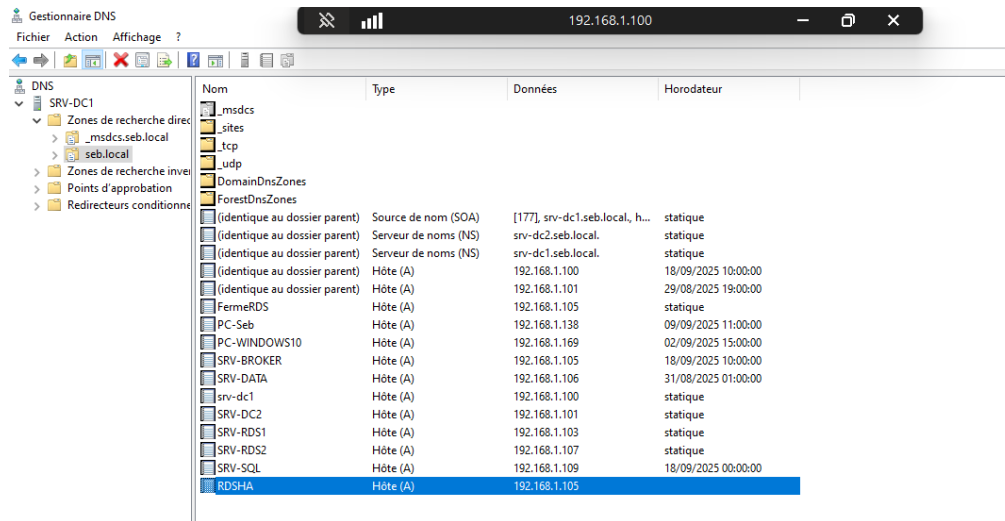 Gestionnaire DNS
192.168.1.100
Fichier Action Affichage ?
DNS
SRV-DC1
Zones de recherche direc
_msdcs.seb.local
seb.local
Zones de recherche inver
Points d'approbation
Redirecteurs conditionne
Nom Type Données Horodateur
_msdcs
_sites
_tcp
_udp
DomainDnsZones
ForestDnsZones
(identique au dossier parent) Source de nom (SOA) [177], srv-dc1.seb.local., h... statique
(identique au dossier parent) Serveur de noms (NS) srv-dc2.seb.local. statique
(identique au dossier parent) Serveur de noms (NS) srv-dc1.seb.local. statique
(identique au dossier parent) Hôte (A) 192.168.1.100 18/09/2025 10:00:00
(identique au dossier parent) Hôte (A) 192.168.1.101 29/08/2025 19:00:00
FermeRDS Hôte (A) 192.168.1.105 statique
PC-Seb Hôte (A) 192.168.1.138 09/09/2025 11:00:00
PC-WINDOWS10 Hôte (A) 192.168.1.169 02/09/2025 15:00:00
SRV-BROKER Hôte (A) 192.168.1.105 18/09/2025 10:00:00
SRV-DATA Hôte (A) 192.168.1.106 31/08/2025 01:00:00
srv-dc1 Hôte (A) 192.168.1.100 statique
SRV-DC2 Hôte (A) 192.168.1.101 statique
SRV-RDS1 Hôte (A) 192.168.1.103 statique
SRV-RDS2 Hôte (A) 192.168.1.107 statique
SRV-SQL Hôte (A) 192.168.1.109 18/09/2025 00:00:00
RDSHA Hôte (A) 192.168.1.105